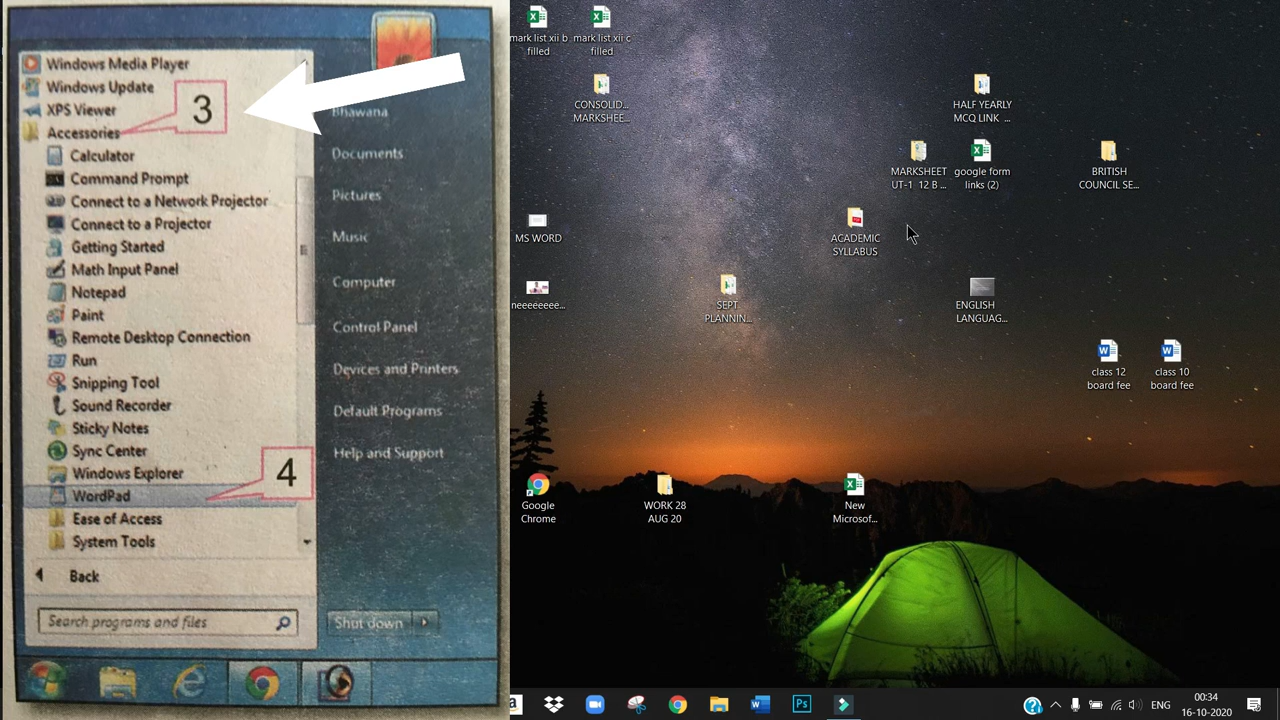 Windows Media Player
Windows Update
XPS Viewer
3
Accessories
Calculator
Command Prompt
Connect to a Network Projector
Connect to a Projector
Getting Started
Math Input Panel
Notepad
Paint
Remote Desktop Connection
Run
Snipping Tool
Sound Recorder
Sticky Notes
Sync Center
Windows Explorer
4
WordPad
Ease of Access
System Tools
Back
Search programs and files
Bhawana
Documents
Pictures
Music
Computer
Control Panel
Devices and Printers
Default Programs
Help and Support
Shut down
mark list xii b
filled
mark list xii c
filled
CONSOLID...
MARKSHEE...
HALF YEARLY
MCQ LINK ...
MARKSHEET
UT-1 12 B ...
google form
links (2)
BRITISH
COUNCIL SE...
MS WORD
ACADEMIC
SYLLABUS
neeeeeeee...
SEPT
PLANNIN...
ENGLISH
LANGUAG...
class 12
board fee
class 10
board fee
Google
Chrome
WORK 28
AUG 20
New
Microsof...
Ps
ENG
00:34
16-10-2020